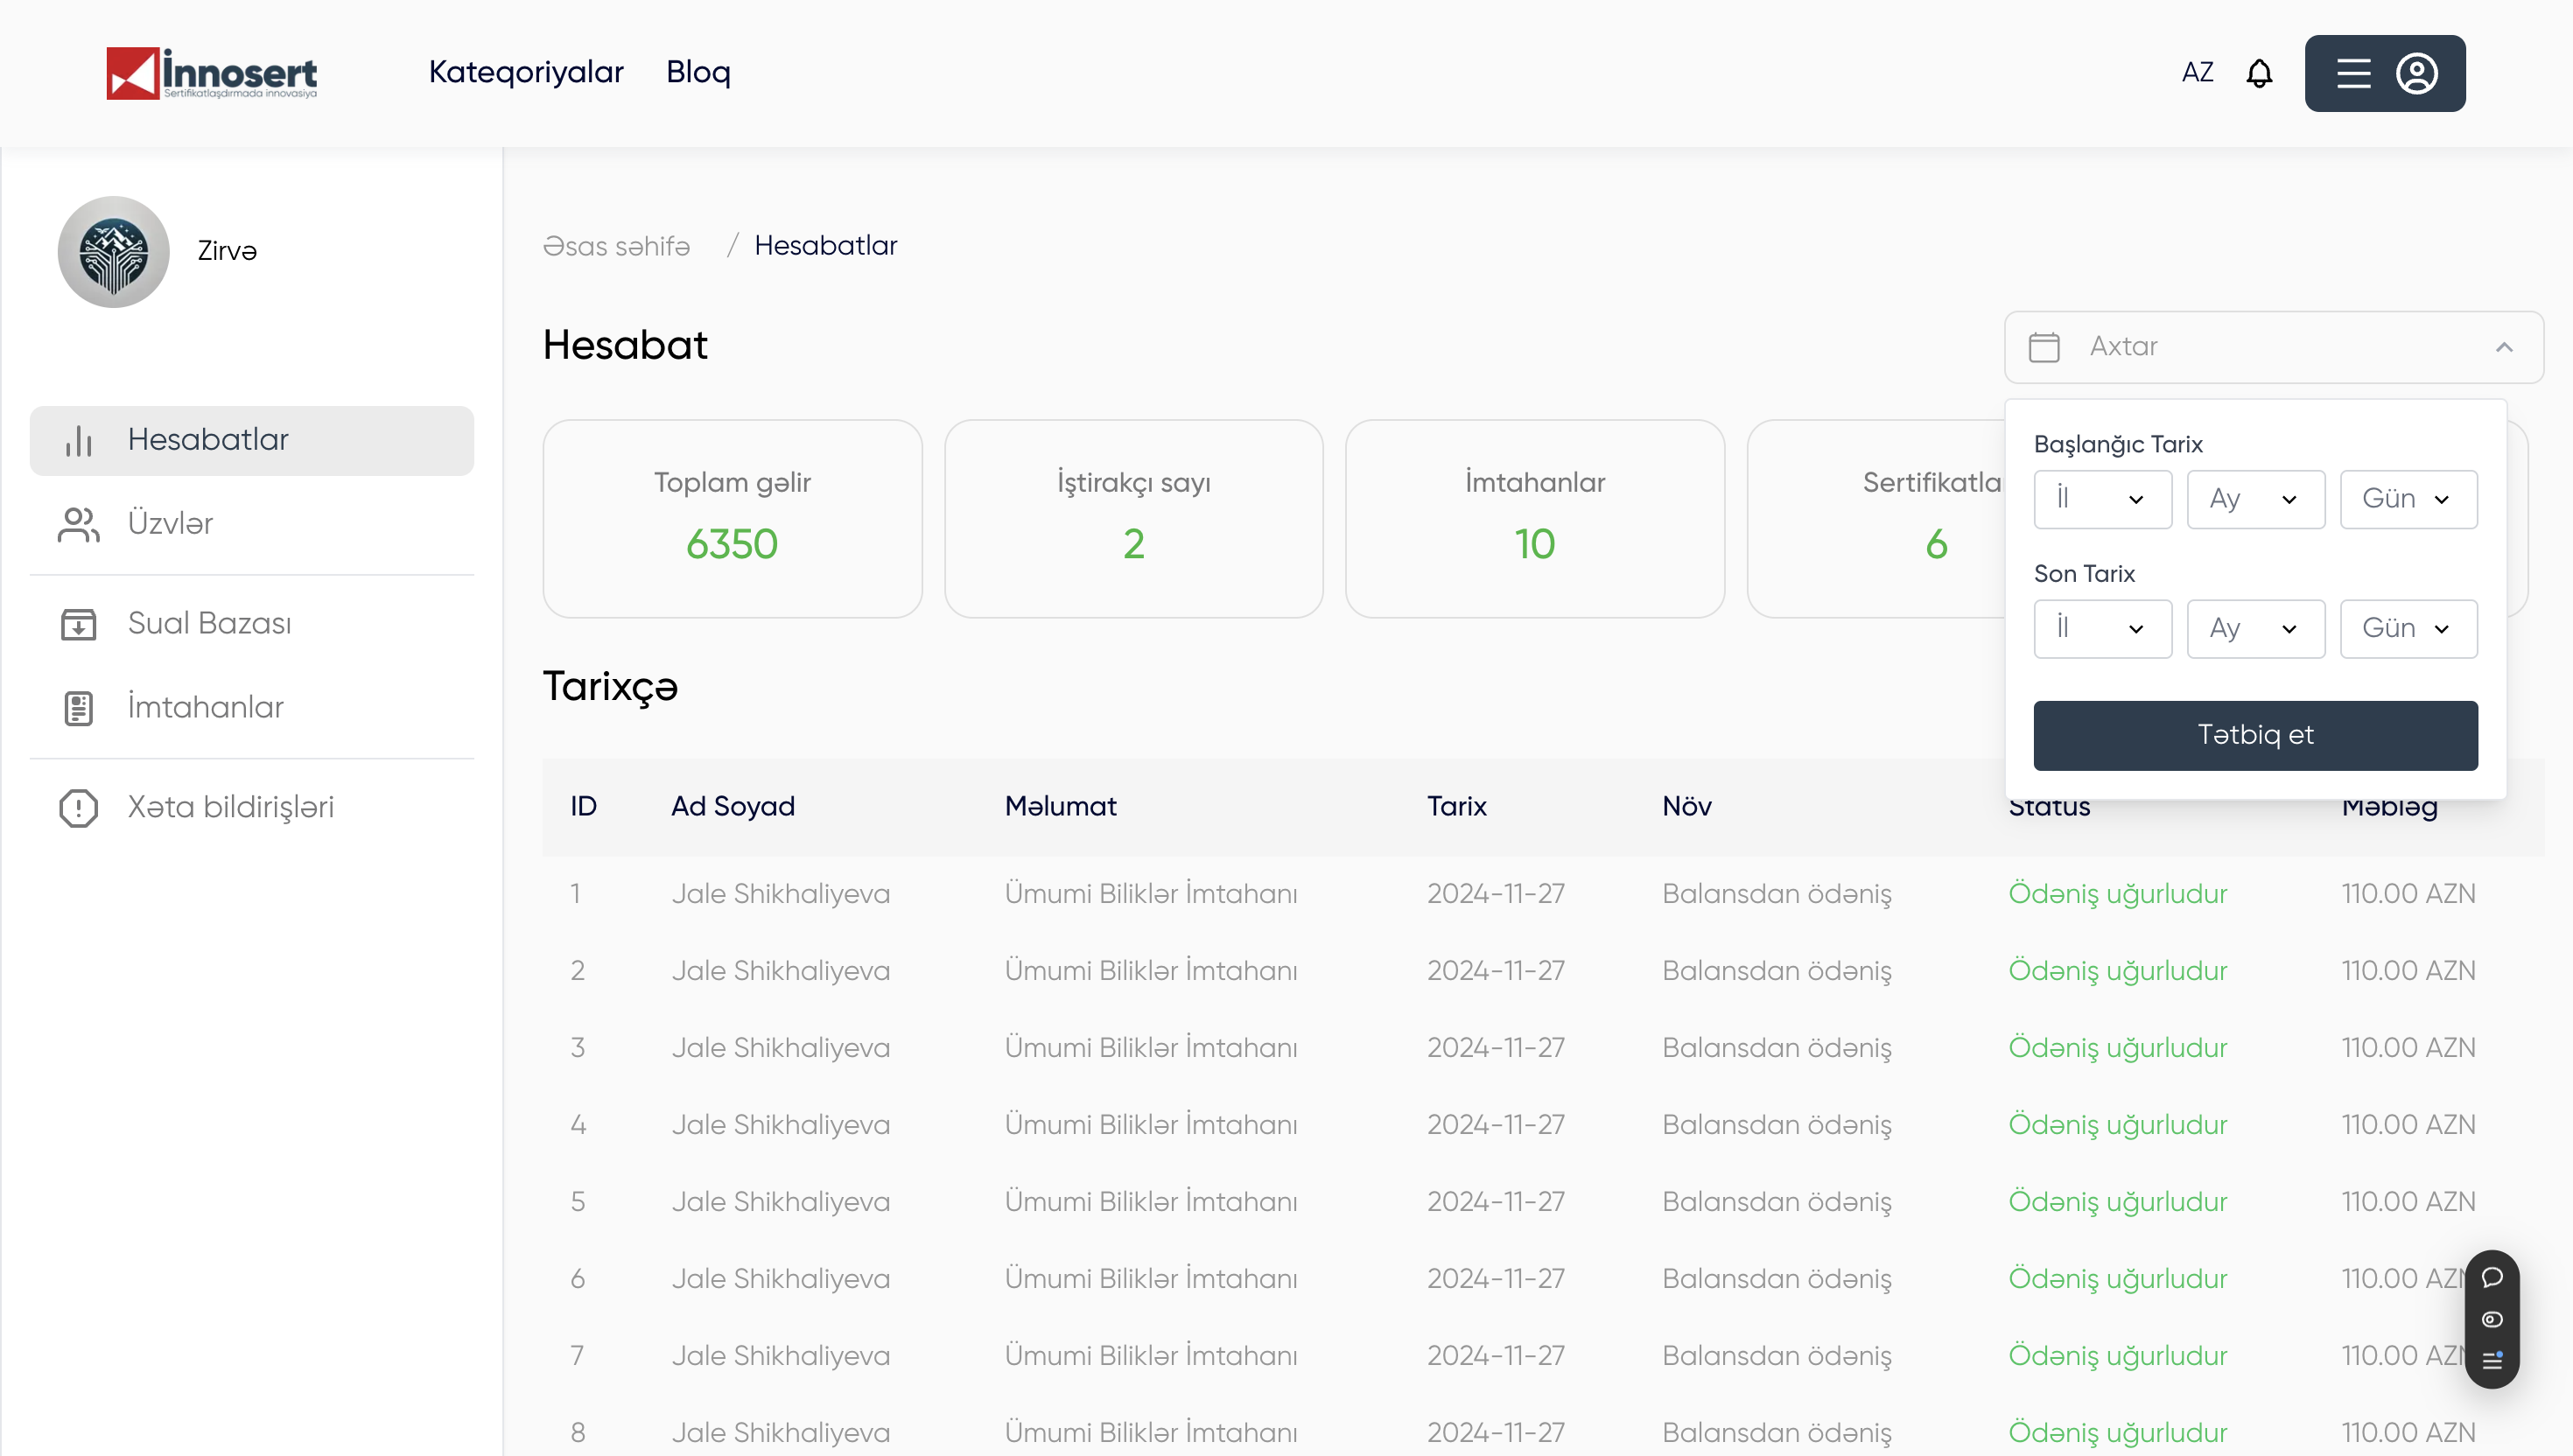 İnnosert
Sertifikatlaşdırmada innovasiya
Kateqoriyalar
Bloq
AZ
Zirvə
Hesabatlar
Üzvlər
Sual Bazası
İmtahanlar
Xəta bildirişləri
Əsas səhifə / Hesabatlar
Hesabat
Axtar
Toplam gəlir
6350
İştirakçı sayı
2
İmtahanlar
10
Sertifikatla
6
Başlanğıc Tarix
İl Ay Gün
Son Tarix
İl Ay Gün
Tətbiq et
Tarixçə
ID Ad Soyad Məlumat Tarix Növ Status Məbləg
1 Jale Shikhaliyeva Ümumi Biliklər İmtahanı 2024-11-27 Balansdan ödəniş Ödəniş uğurludur 110.00 AZN
2 Jale Shikhaliyeva Ümumi Biliklər İmtahanı 2024-11-27 Balansdan ödəniş Ödəniş uğurludur 110.00 AZN
3 Jale Shikhaliyeva Ümumi Biliklər İmtahanı 2024-11-27 Balansdan ödəniş Ödəniş uğurludur 110.00 AZN
4 Jale Shikhaliyeva Ümumi Biliklər İmtahanı 2024-11-27 Balansdan ödəniş Ödəniş uğurludur 110.00 AZN
5 Jale Shikhaliyeva Ümumi Biliklər İmtahanı 2024-11-27 Balansdan ödəniş Ödəniş uğurludur 110.00 AZN
6 Jale Shikhaliyeva Ümumi Biliklər İmtahanı 2024-11-27 Balansdan ödəniş Ödəniş uğurludur 110.00 AZN
7 Jale Shikhaliyeva Ümumi Biliklər İmtahanı 2024-11-27 Balansdan ödəniş Ödəniş uğurludur 110.00 AZN
8 Jale Shikhaliyeva Ümumi Biliklər İmtahanı 2024-11-27 Balansdan ödəniş Ödəniş uğurludur 110.00 AZN